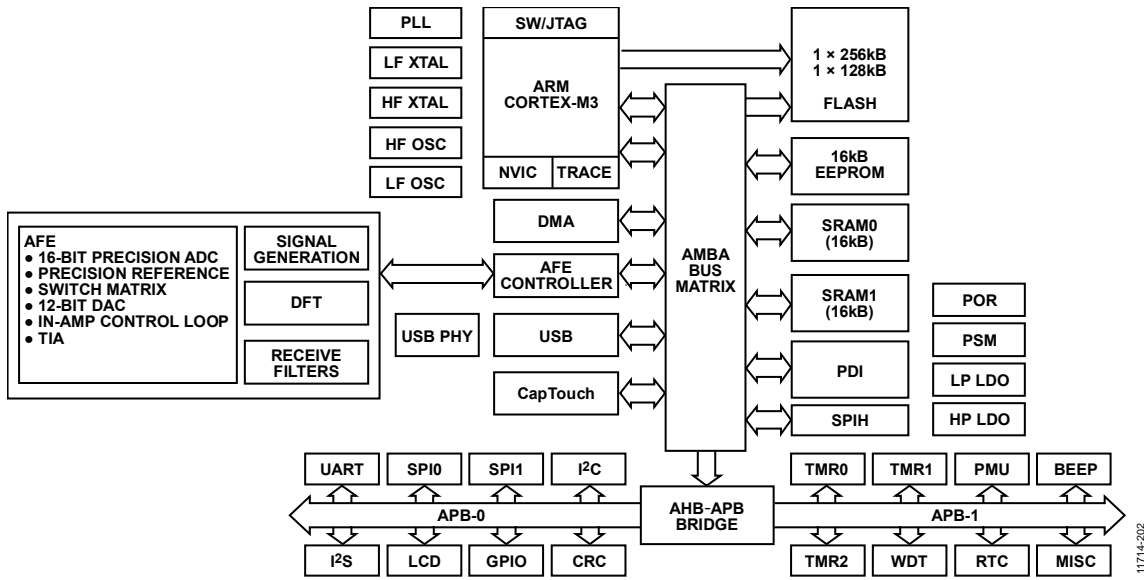 PLL
LF XTAL
HF XTAL
HF OSC
LF OSC
SW/JTAG
ARM
CORTEX-M3
NVIC
TRACE
1 × 256kB
1 × 128kB
FLASH
16kB
EEPROM
SRAM0
(16kB)
SRAM1
(16kB)
PDI
SPIH
AMBA
BUS
MATRIX
DMA
AFE
CONTROLLER
USB PHY
USB
CapTouch
AFE
● 16-BIT PRECISION ADC
● PRECISION REFERENCE
● SWITCH MATRIX
● 12-BIT DAC
● IN-AMP CONTROL LOOP
● TIA
SIGNAL
GENERATION
DFT
RECEIVE
FILTERS
POR
PSM
LP LDO
HP LDO
UART
SPI0
SPI1
I²C
TMR0
TMR1
PMU
BEEP
APB-0
AHB-APB
BRIDGE
APB-1
I²S
LCD
GPIO
CRC
TMR2
WDT
RTC
MISC
11714-202